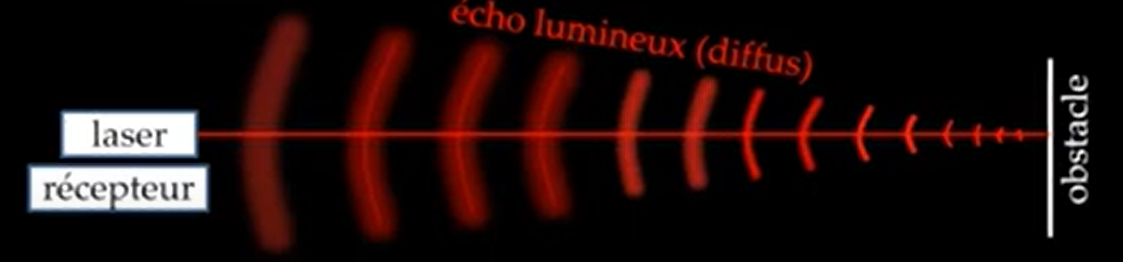 écho lumineux (diffus)
laser
récepteur
obstacle